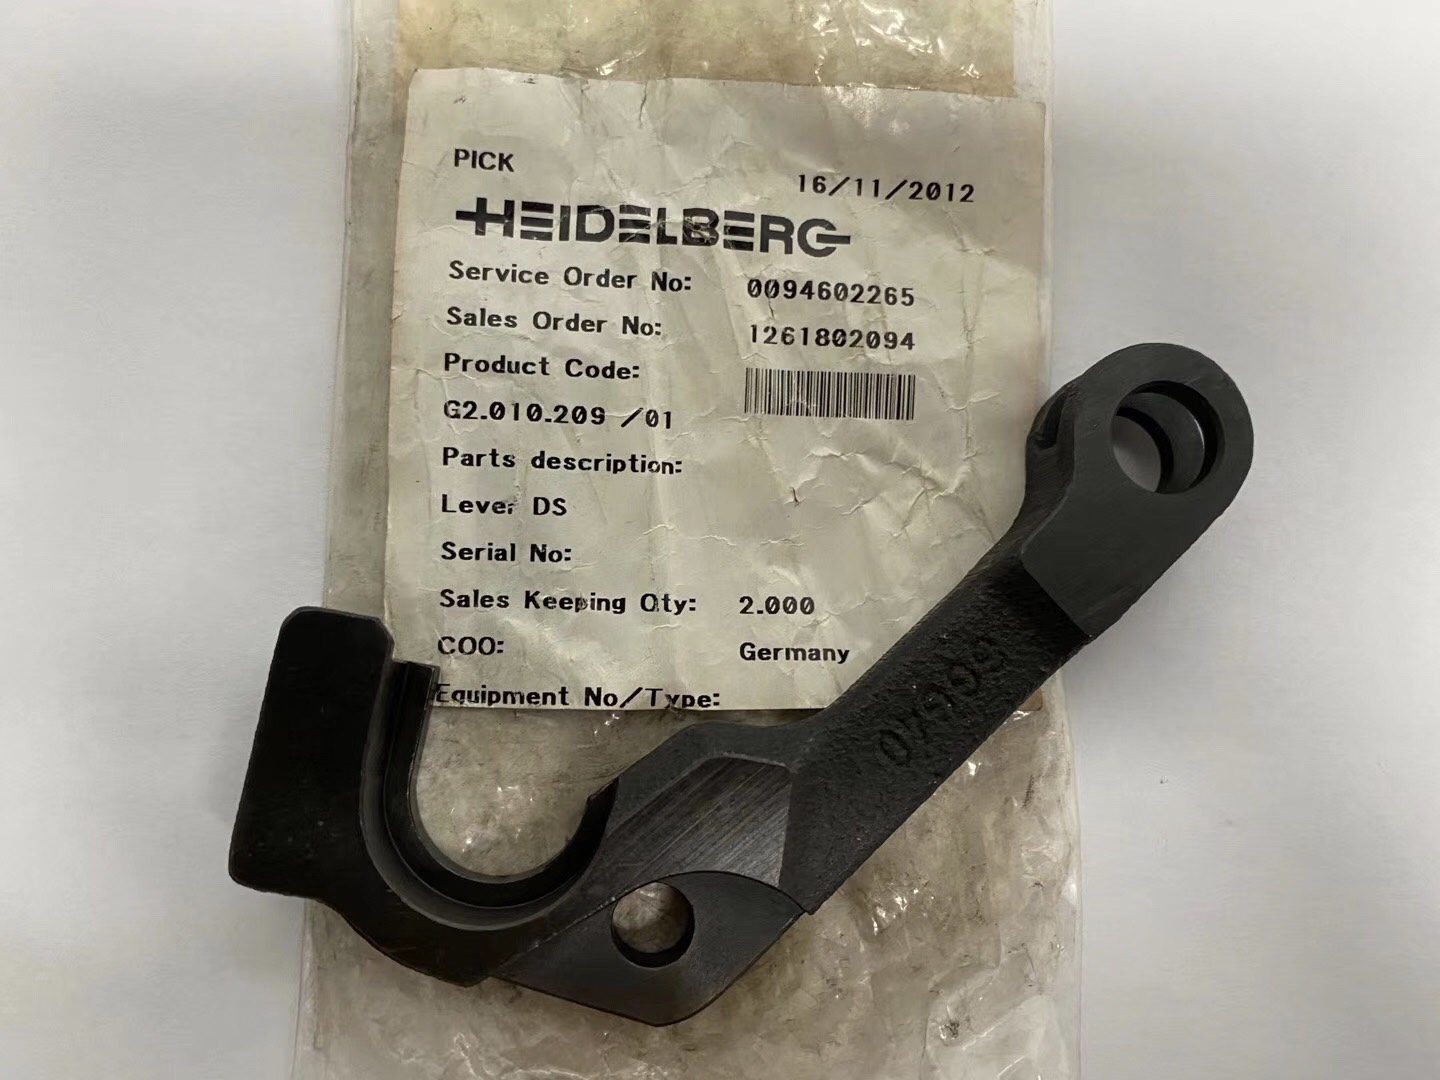 PICK
16/11/2012
HEIDELBERG
Service Order No: 0094602265
Sales Order No: 1261802094
Product Code:
G2.010.209 /01
Parts description:
Lever DS
Serial No:
Sales Keeping Qty: 2.000
COO: Germany
Equipment No/Type: